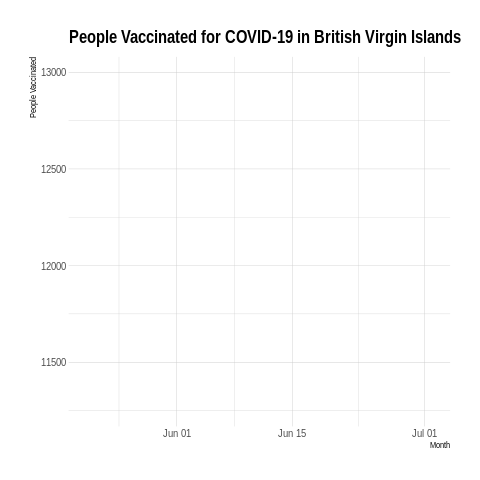 People Vaccinated for COVID-19 in British Virgin Islands
People Vaccinated
13000
12500
12000
11500
Jun 01 Jun 15 Jul 01
Month